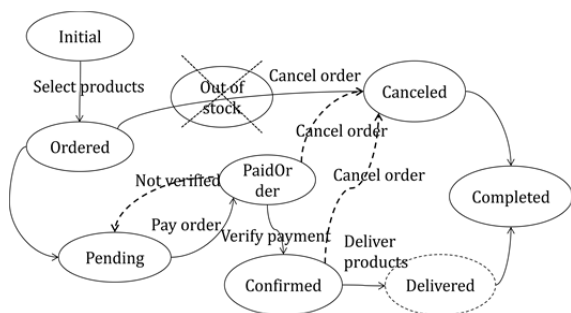 Initial
Select products
Out of
stock
Cancel order
Canceled
Ordered
Cancel order
Not verified
PaidOr
der
Cancel order
Completed
Pay order
Pending
Verify payment
Deliver
products
Confirmed
Delivered